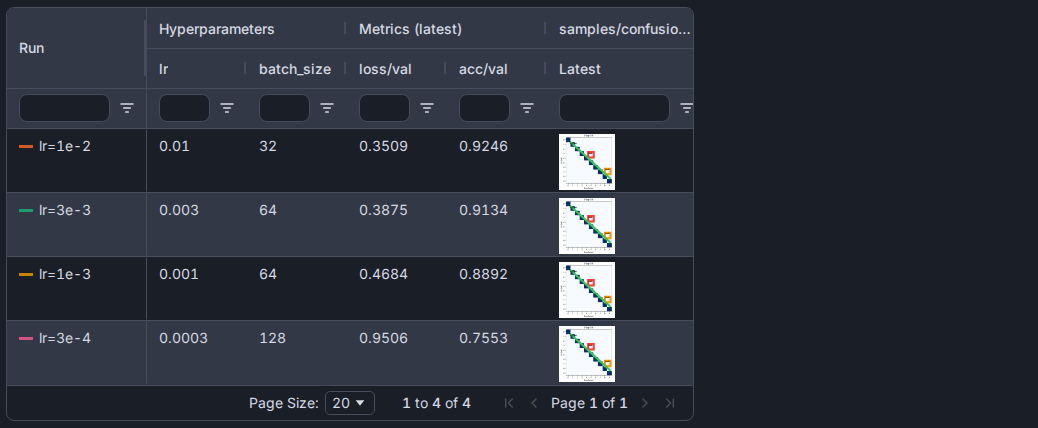 Run
Hyperparameters
Metrics (latest)
samples/confusio...
lr
batch_size
loss/val
acc/val
Latest
lr=1e-2 0.01 32 0.3509 0.9246
lr=3e-3 0.003 64 0.3875 0.9134
lr=1e-3 0.001 64 0.4684 0.8892
lr=3e-4 0.0003 128 0.9506 0.7553
Page Size: 20 1 to 4 of 4 Page 1 of 1